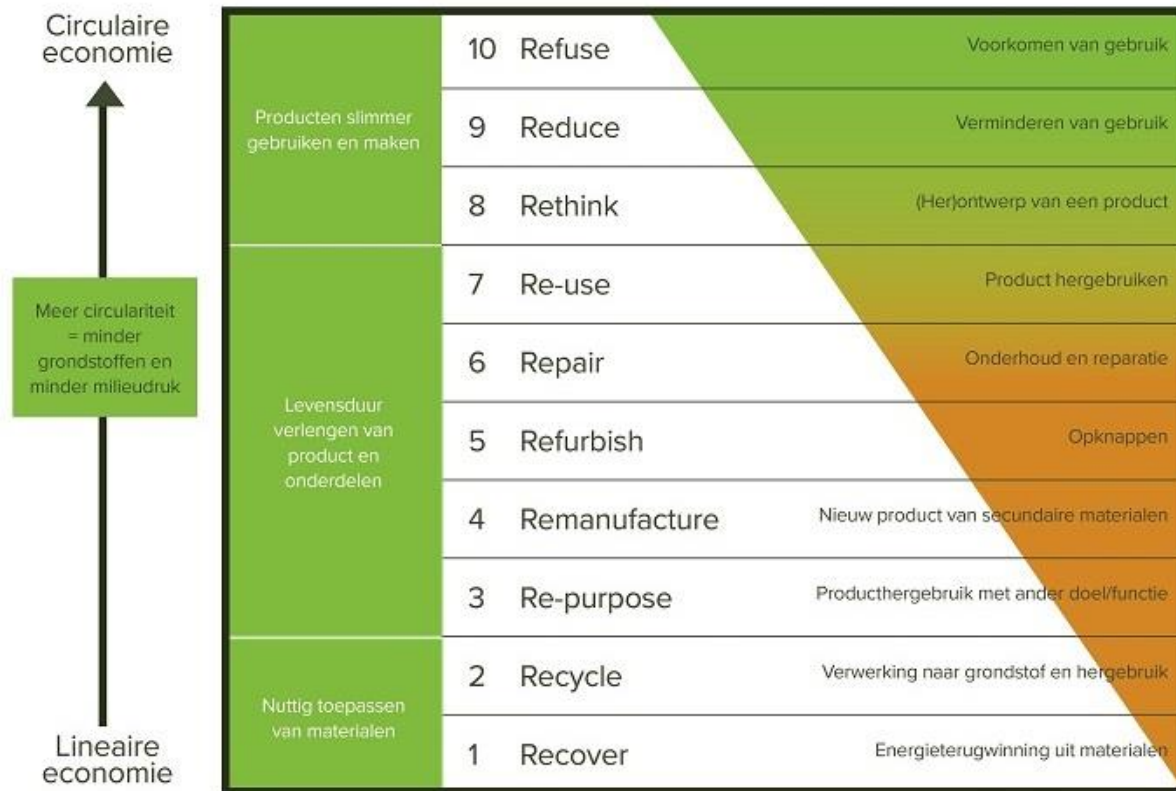 Circulaire
economie
Meer circulariteit
= minder
grondstoffen en
minder milieudruk
Lineaire
economie
Producten slimmer
gebruiken en maken
10 Refuse Voorkomen van gebruik
9 Reduce Verminderen van gebruik
8 Rethink (Her)ontwerp van een product
Levensduur
verlengen van
product en
onderdelen
7 Re-use Product hergebruiken
6 Repair Onderhoud en reparatie
5 Refurbish Opknappen
4 Remanufacture Nieuw product van secundaire materialen
3 Re-purpose Producthergebruik met ander doel/functie
Nuttig toepassen
van materialen
2 Recycle Verwerking naar grondstof en hergebruik
1 Recover Energieterugwinning uit materialen